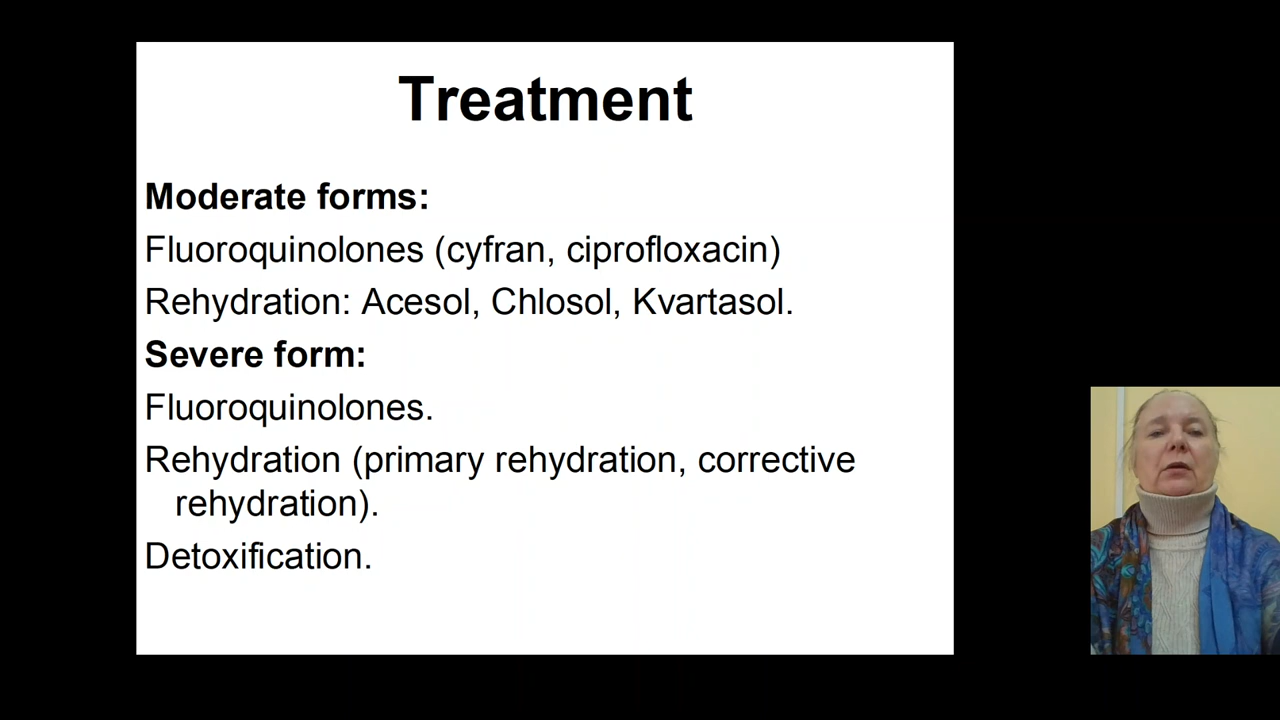 Treatment
Moderate forms:
Fluoroquinolones (cyfran, ciprofloxacin)
Rehydration: Acesol, Chlosol, Kvartasol.
Severe form:
Fluoroquinolones.
Rehydration (primary rehydration, corrective
rehydration).
Detoxification.